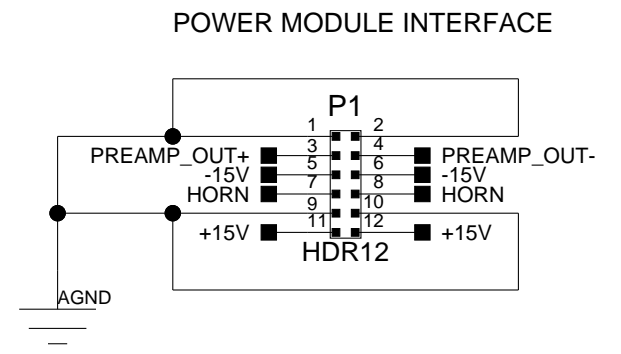 POWER MODULE INTERFACE
P1
1 2
3 4
PREAMP_OUT+ PREAMP_OUT-
5 6
-15V -15V
7 8
HORN HORN
9 10
11 12
+15V +15V
HDR12
AGND